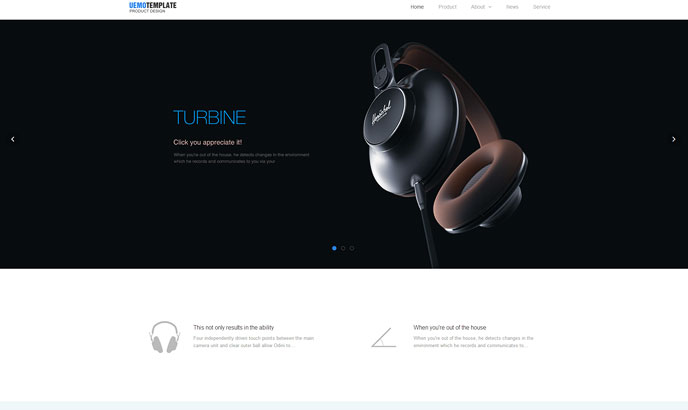 UEMOTEMPLATE
PRODUCT DESIGN
Home Product About News Service
TURBINE
Click you appreciate it!
When you're out of the house, he detects changes in the environment
which he records and communicates to you via your
This not only results in the ability
Four independently driven touch points between the main
camera unit and clear outer ball allow Odins to ...
When you're out of the house
When you're out of the house, he detects changes in the
environment which he records and communicates to ...